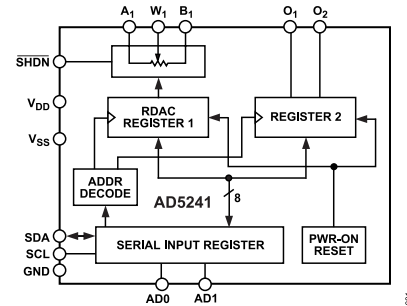 A1 W1 B1 O1 O2
SHDN
VDD
RDAC
REGISTER 1
REGISTER 2
VSS
ADDR
DECODE
AD5241
8
SDA
SERIAL INPUT REGISTER
PWR-ON
RESET
SCL
GND
AD0 AD1